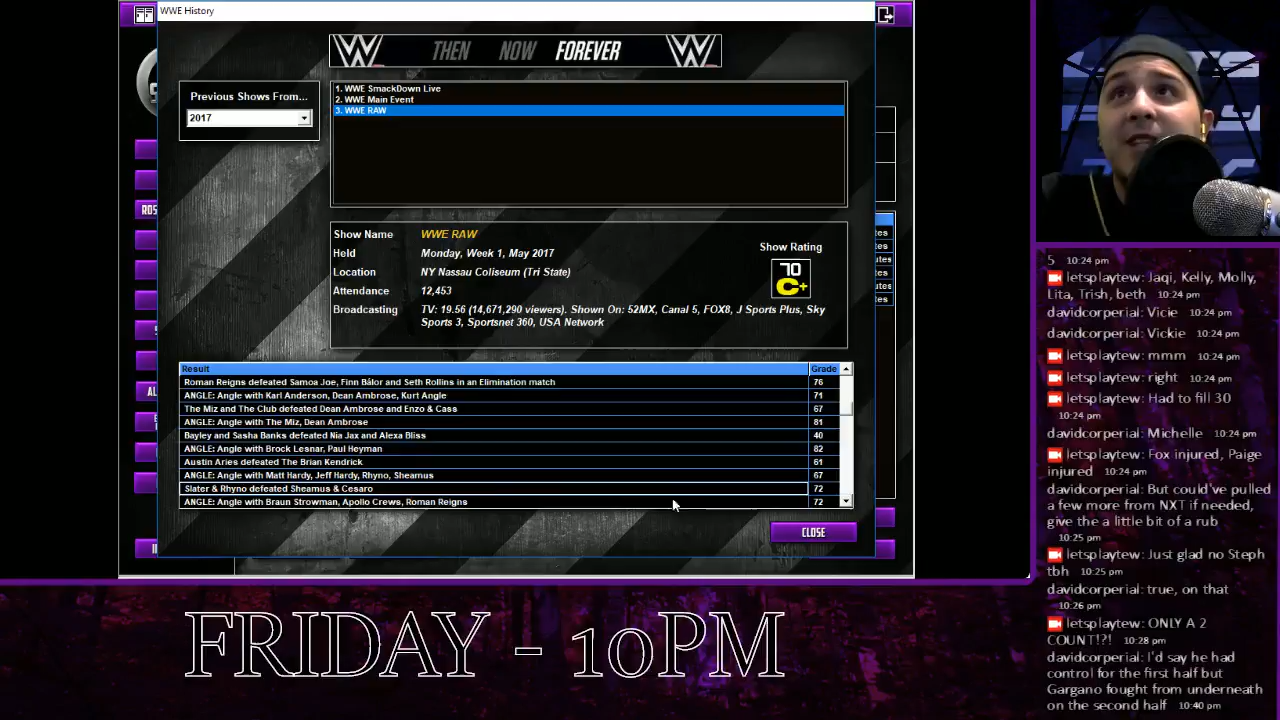 WWE History
THEN NOW FOREVER
Previous Shows From...
2017
1. WWE SmackDown Live
2. WWE Main Event
3. WWE RAW
ROS
AL
Show Name WWE RAW
Held Monday, Week 1, May 2017
Location NY Nassau Coliseum (Tri State)
Attendance 12,453
Broadcasting TV: 19.56 (14,671,290 viewers). Shown On: 52MX, Canal 5, FOX8, J Sports Plus, Sky
Sports 3, Sportsnet 360, USA Network
Show Rating
70
C+
tes
tes
tes
tes
utes
tes
Result Grade
Roman Reigns defeated Samoa Joe, Finn Bálor and Seth Rollins in an Elimination match 76
ANGLE: Angle with Karl Anderson, Dean Ambrose, Kurt Angle 71
The Miz and The Club defeated Dean Ambrose and Enzo & Cass 67
ANGLE: Angle with The Miz, Dean Ambrose 81
Bayley and Sasha Banks defeated Nia Jax and Alexa Bliss 40
ANGLE: Angle with Brock Lesnar, Paul Heyman 82
Austin Aries defeated The Brian Kendrick 61
ANGLE: Angle with Matt Hardy, Jeff Hardy, Rhyno, Sheamus 67
Slater & Rhyno defeated Sheamus & Cesaro 72
ANGLE: Angle with Braun Strowman, Apollo Crews, Roman Reigns 72
CLOSE
5 10:24 pm
letsplaytew: Jaqi, Kelly, Molly,
Lita, Trish, beth 10:24 pm
davidcorperial: Vicie 10:24 pm
davidcorperial: Vickie 10:24 pm
letsplaytew: mmm 10:24 pm
letsplaytew: right 10:24 pm
letsplaytew: Had to fill 30
10:24 pm
davidcorperial: Michelle 10:24 pm
letsplaytew: Fox injured, Paige
injured 10:24 pm
davidcorperial: But could've pulled
a few more from NXT if needed,
give the a little bit of a rub
10:25 pm
letsplaytew: Just glad no Steph
tbh 10:25 pm
davidcorperial: true, on that
10:26 pm
letsplaytew: ONLY A 2
COUNT!?! 10:28 pm
davidcorperial: I'd say he had
control for the first half but
Gargano fought from underneath
on the second half 10:40 pm
FRIDAY - 10PM